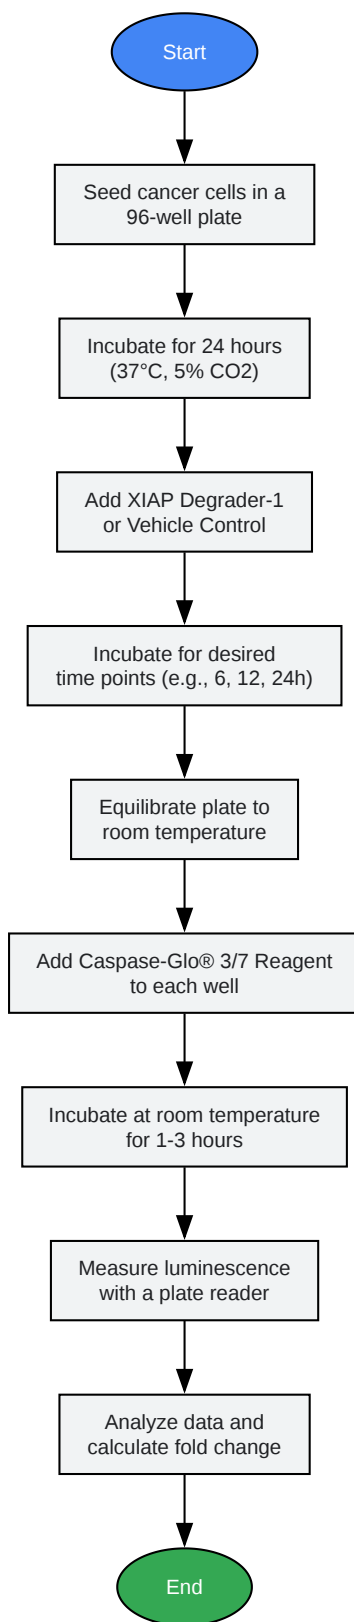 Start
Seed cancer cells in a
96-well plate
Incubate for 24 hours
(37°C, 5% CO2)
Add XIAP Degrader-1
or Vehicle Control
Incubate for desired
time points (e.g., 6, 12, 24h)
Equilibrate plate to
room temperature
Add Caspase-Glo® 3/7 Reagent
to each well
Incubate at room temperature
for 1-3 hours
Measure luminescence
with a plate reader
Analyze data and
calculate fold change
End